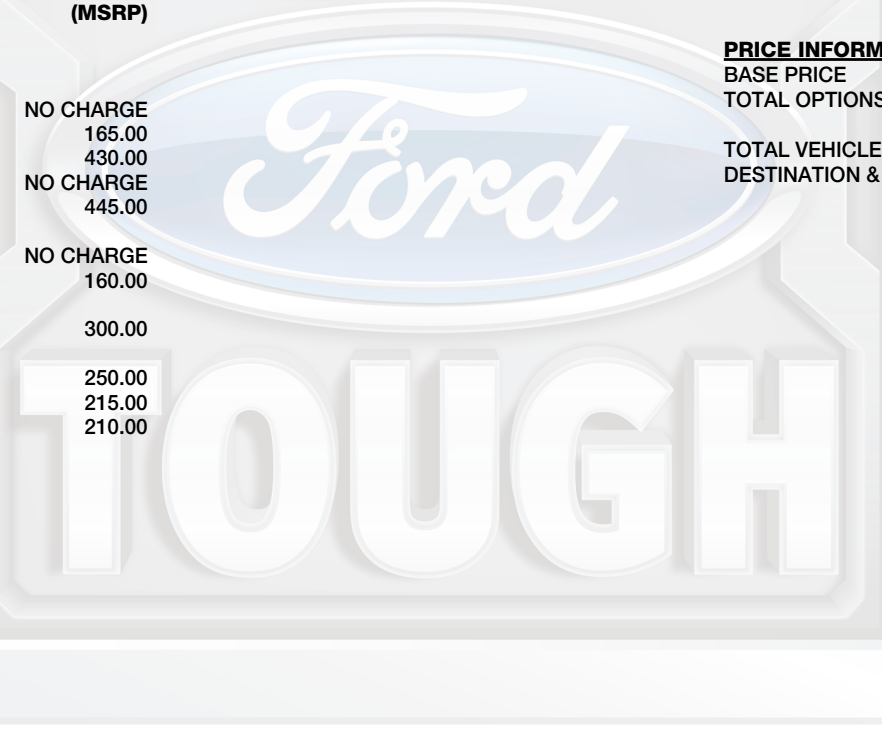 (MSRP)
NO CHARGE
165.00
430.00
NO CHARGE
445.00
NO CHARGE
160.00
300.00
250.00
215.00
210.00
PRICE INFORM
BASE PRICE
TOTAL OPTIONS
TOTAL VEHICLE
DESTINATION &
Ford
TOUGH